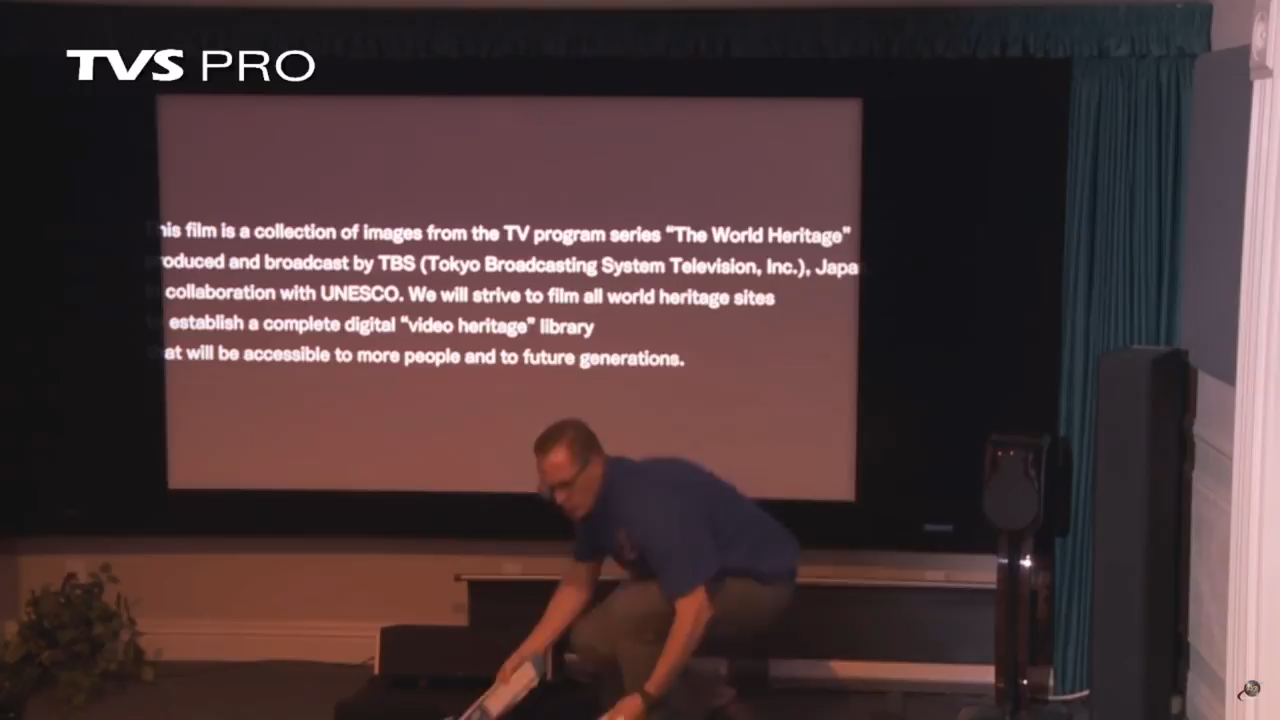 TVS PRO
his film is a collection of images from the TV program series "The World Heritage"
oduced and broadcast by TBS (Tokyo Broadcasting System Television, Inc.), Japa
collaboration with UNESCO. We will strive to film all world heritage sites
establish a complete digital "video heritage" library
at will be accessible to more people and to future generations.